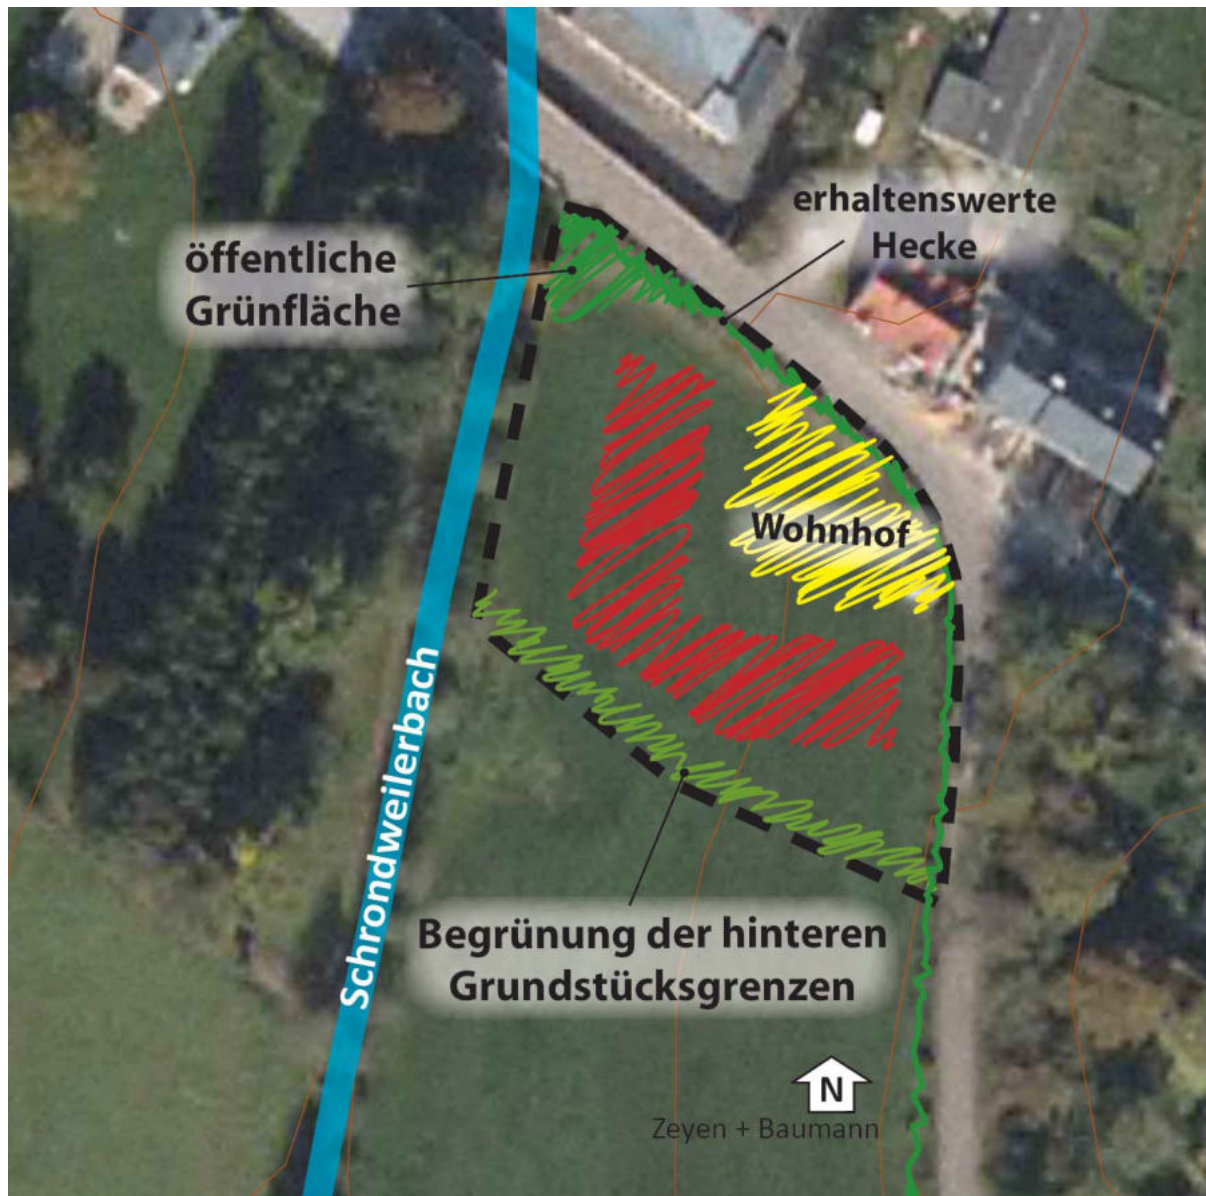 erhaltenswerte
Hecke
öffentliche
Grünfläche
Wohnhof
Schrondweilerbach
Begrünung der hinteren
Grundstücksgrenzen
N
Zeyen + Baumann